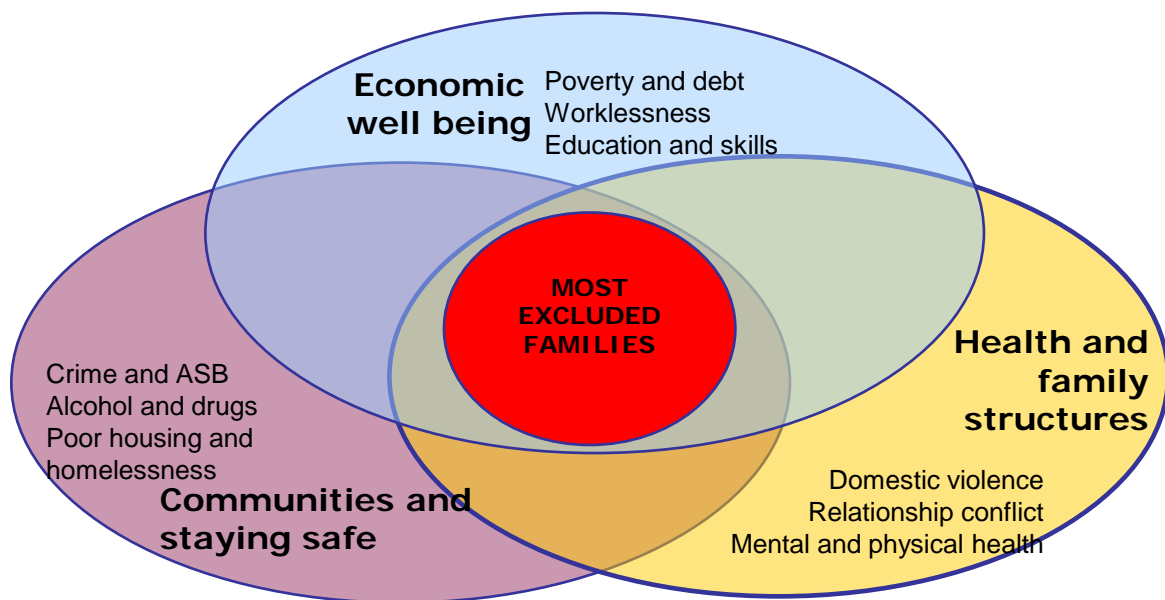 Economic
well being
Poverty and debt
Worklessness
Education and skills
MOST
EXCLUDED
FAMILIES
Health and
family
structures
Crime and ASB
Alcohol and drugs
Poor housing and
homelessness
Communities and
staying safe
Domestic violence
Relationship conflict
Mental and physical health